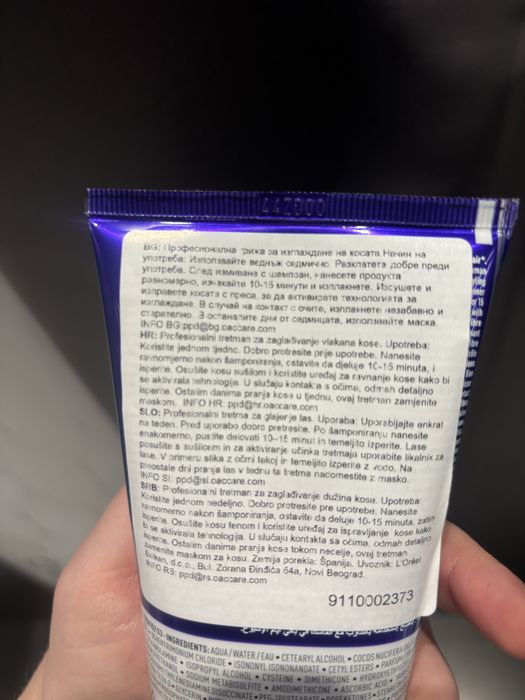 BG: Професионална грижа за изглаждане на косата. Начин на
употреба: Използвайте веднъж седмично. Разклатете добре преди
употреба. След измиване с шампоан, нанесете продукта
равномерно, изчакайте 10-15 минути и изплакнете. Изсушете и
изправете косата с преса, за да активирате технологията за
изглаждане. В случай на контакт с очите, изплакнете незабавно и
старателно. В останалите дни от седмицата, използвайте маска.
INFO BG:ppd@bg.oaccare.com
HR: Profesionalni tretman za zaglađivanje vlakana kose. Upotreba:
Koristite jednom tjedno. Dobro protresite prije upotrebe. Nanesite
ravnomjerno nakon šamponiranja, ostavite da djeluje 10-15 minuta, i
isperite. Osušite kosu sušilom i koristite uređaj za ravnanje kose kako bi
se aktivirala tehnologija. U slučaju kontakta s očima, odmah detaljno
isperite. Ostalim danima pranja kose u tjednu, ovaj tretman zamjenite
maskom. INFO HR: ppd@hr.oaccare.com
SLO: Profesionalni tretma za glajenje las. Uporaba: Uporabljajte enkrat
na teden. Pred uporabo dobro pretresite. Po šamponiranju nanesite
enakomerno, pustite delovati 10-15 minut in temeljito izperite. Lase
posušite s sušilcem in za aktiviranje učinka tretmaja uporabite likalnik za
lase. V primeru stika z očmi takoj in temeljito izperite z vodo. Na
preostale dni pranja las v tednu ta tretma nadomestite z masko.
INFO SI: ppd@si.oaccare.com
SRB: Profesionalni tretman za zaglađivanje dužina kose. Upotreba:
Koristite jednom nedeljno. Dobro protresite pre upotrebe. Nanesite
ravnomerno nakon šamponiranja, ostavite da deluje 10-15 minuta, zatim
isperite. Osušite kosu fenom i koristite uređaj za ispravljanje kose kako
bi se aktivirala tehnologija. U slučaju kontakta sa očima, odmah detaljno
isperite. Ostalim danima pranja kose tokom necelje, ovaj tretman
zamenite maskom za kosu. Zemlja porekla: Španija. Uvoznik: L'Oréal
Balkan, d.o.o., Bul. Zorana Đinđića 64a, Novi Beograd.
INFO RS: ppd@rs.oaccare.com
9110002373
INGREDIENTS: AQUA/WATER/EAU • CETEARYL ALCOHOL • COCOS NUCIFERA OIL
CHLORIDE • ISONONYL ISONONANOATE • CETYL ESTERS • PARFUM
• ISOPROPYL ALCOHOL • CYSTEINE • DIMETHICONE •
• SODIUM METABISULFITE • AMODIMETHICONE • ASCORBIC ACID